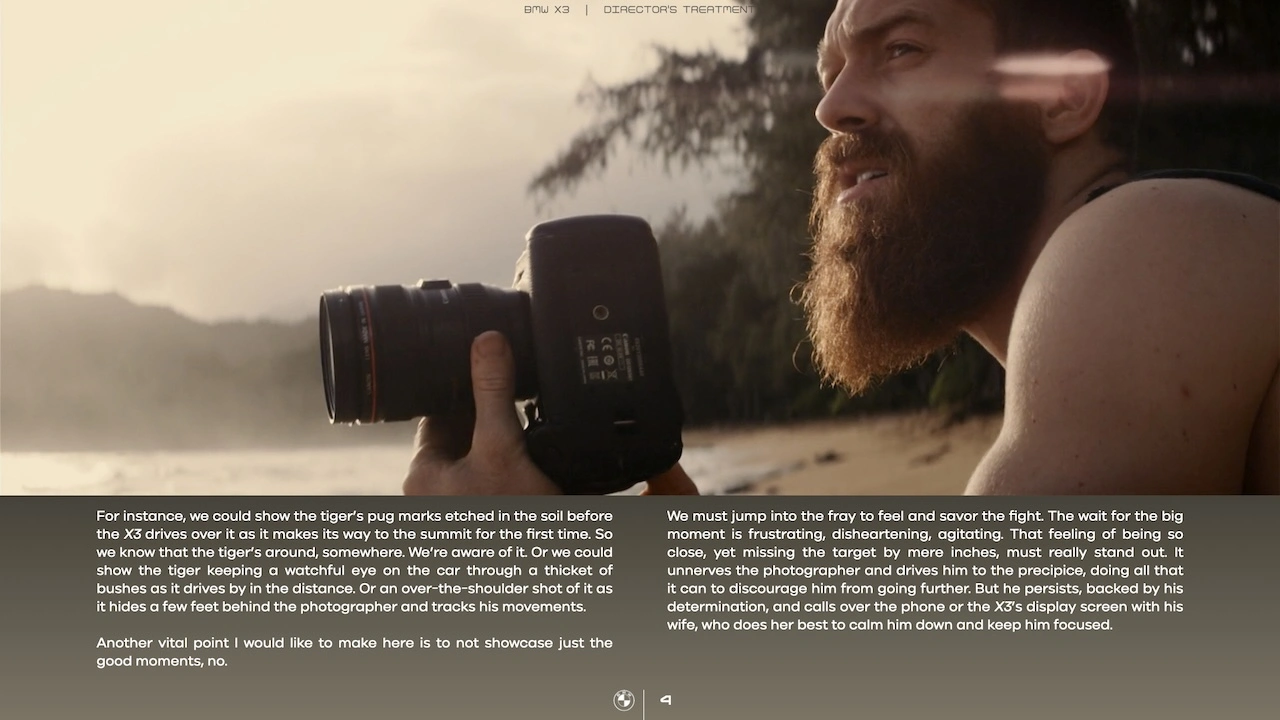 BMW X3 | DIRECTOR'S TREATMENT
For instance, we could show the tiger's pug marks etched in the soil before
the X3 drives over it as it makes its way to the summit for the first time. So
we know that the tiger's around, somewhere. We're aware of it. Or we could
show the tiger keeping a watchful eye on the car through a thicket of
bushes as it drives by in the distance. Or an over-the-shoulder shot of it as
it hides a few feet behind the photographer and tracks his movements.
Another vital point I would like to make here is to not showcase just the
good moments, no.
We must jump into the fray to feel and savor the fight. The wait for the big
moment is frustrating, disheartening, agitating. That feeling of being so
close, yet missing the target by mere inches, must really stand out. It
unnerves the photographer and drives him to the precipice, doing all that
it can to discourage him from going further. But he persists, backed by his
determination, and calls over the phone or the X3's display screen with his
wife, who does her best to calm him down and keep him focused.
4